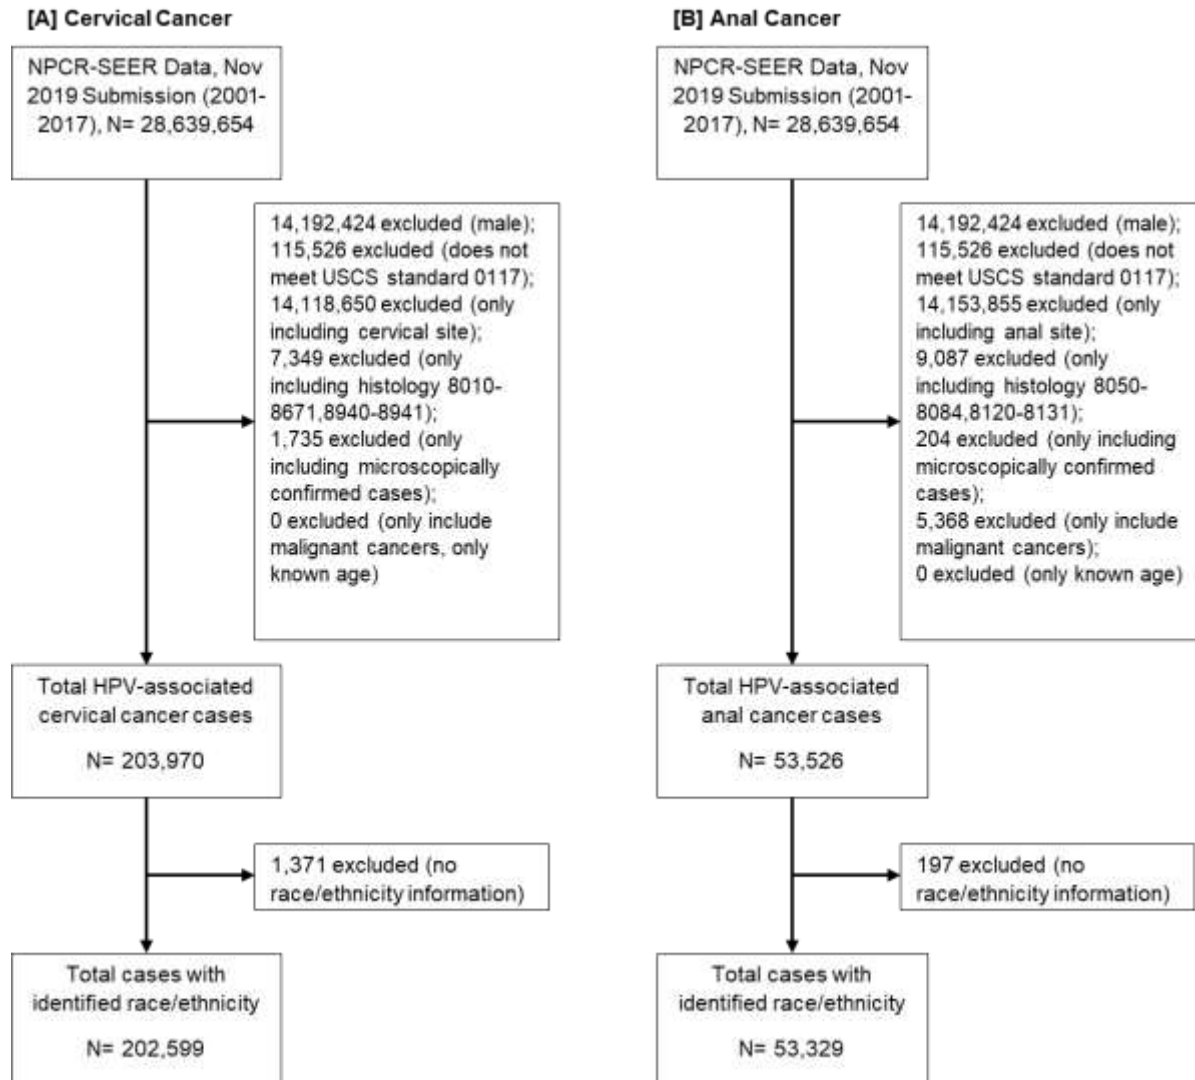 [A] Cervical Cancer
NPCR-SEER Data, Nov
2019 Submission (2001-
2017), N= 28,639,654
14,192,424 excluded (male);
115,526 excluded (does not
meet USCS standard 0117);
14,118,650 excluded (only
including cervical site);
7,349 excluded (only
including histology 8010-
8671,8940-8941);
1,735 excluded (only
including microscopically
confirmed cases);
0 excluded (only include
malignant cancers, only
known age)
Total HPV-associated
cervical cancer cases
N= 203,970
1,371 excluded (no
race/ethnicity information)
Total cases with
identified race/ethnicity
N= 202,599
[B] Anal Cancer
NPCR-SEER Data, Nov
2019 Submission (2001-
2017), N= 28,639,654
14,192,424 excluded (male);
115,526 excluded (does not
meet USCS standard 0117);
14,153,855 excluded (only
including anal site);
9,087 excluded (only
including histology 8050-
8084,8120-8131);
204 excluded (only including
microscopically confirmed
cases);
5,368 excluded (only include
malignant cancers);
0 excluded (only known age)
Total HPV-associated
anal cancer cases
N= 53,526
197 excluded (no
race/ethnicity information)
Total cases with
identified race/ethnicity
N= 53,329